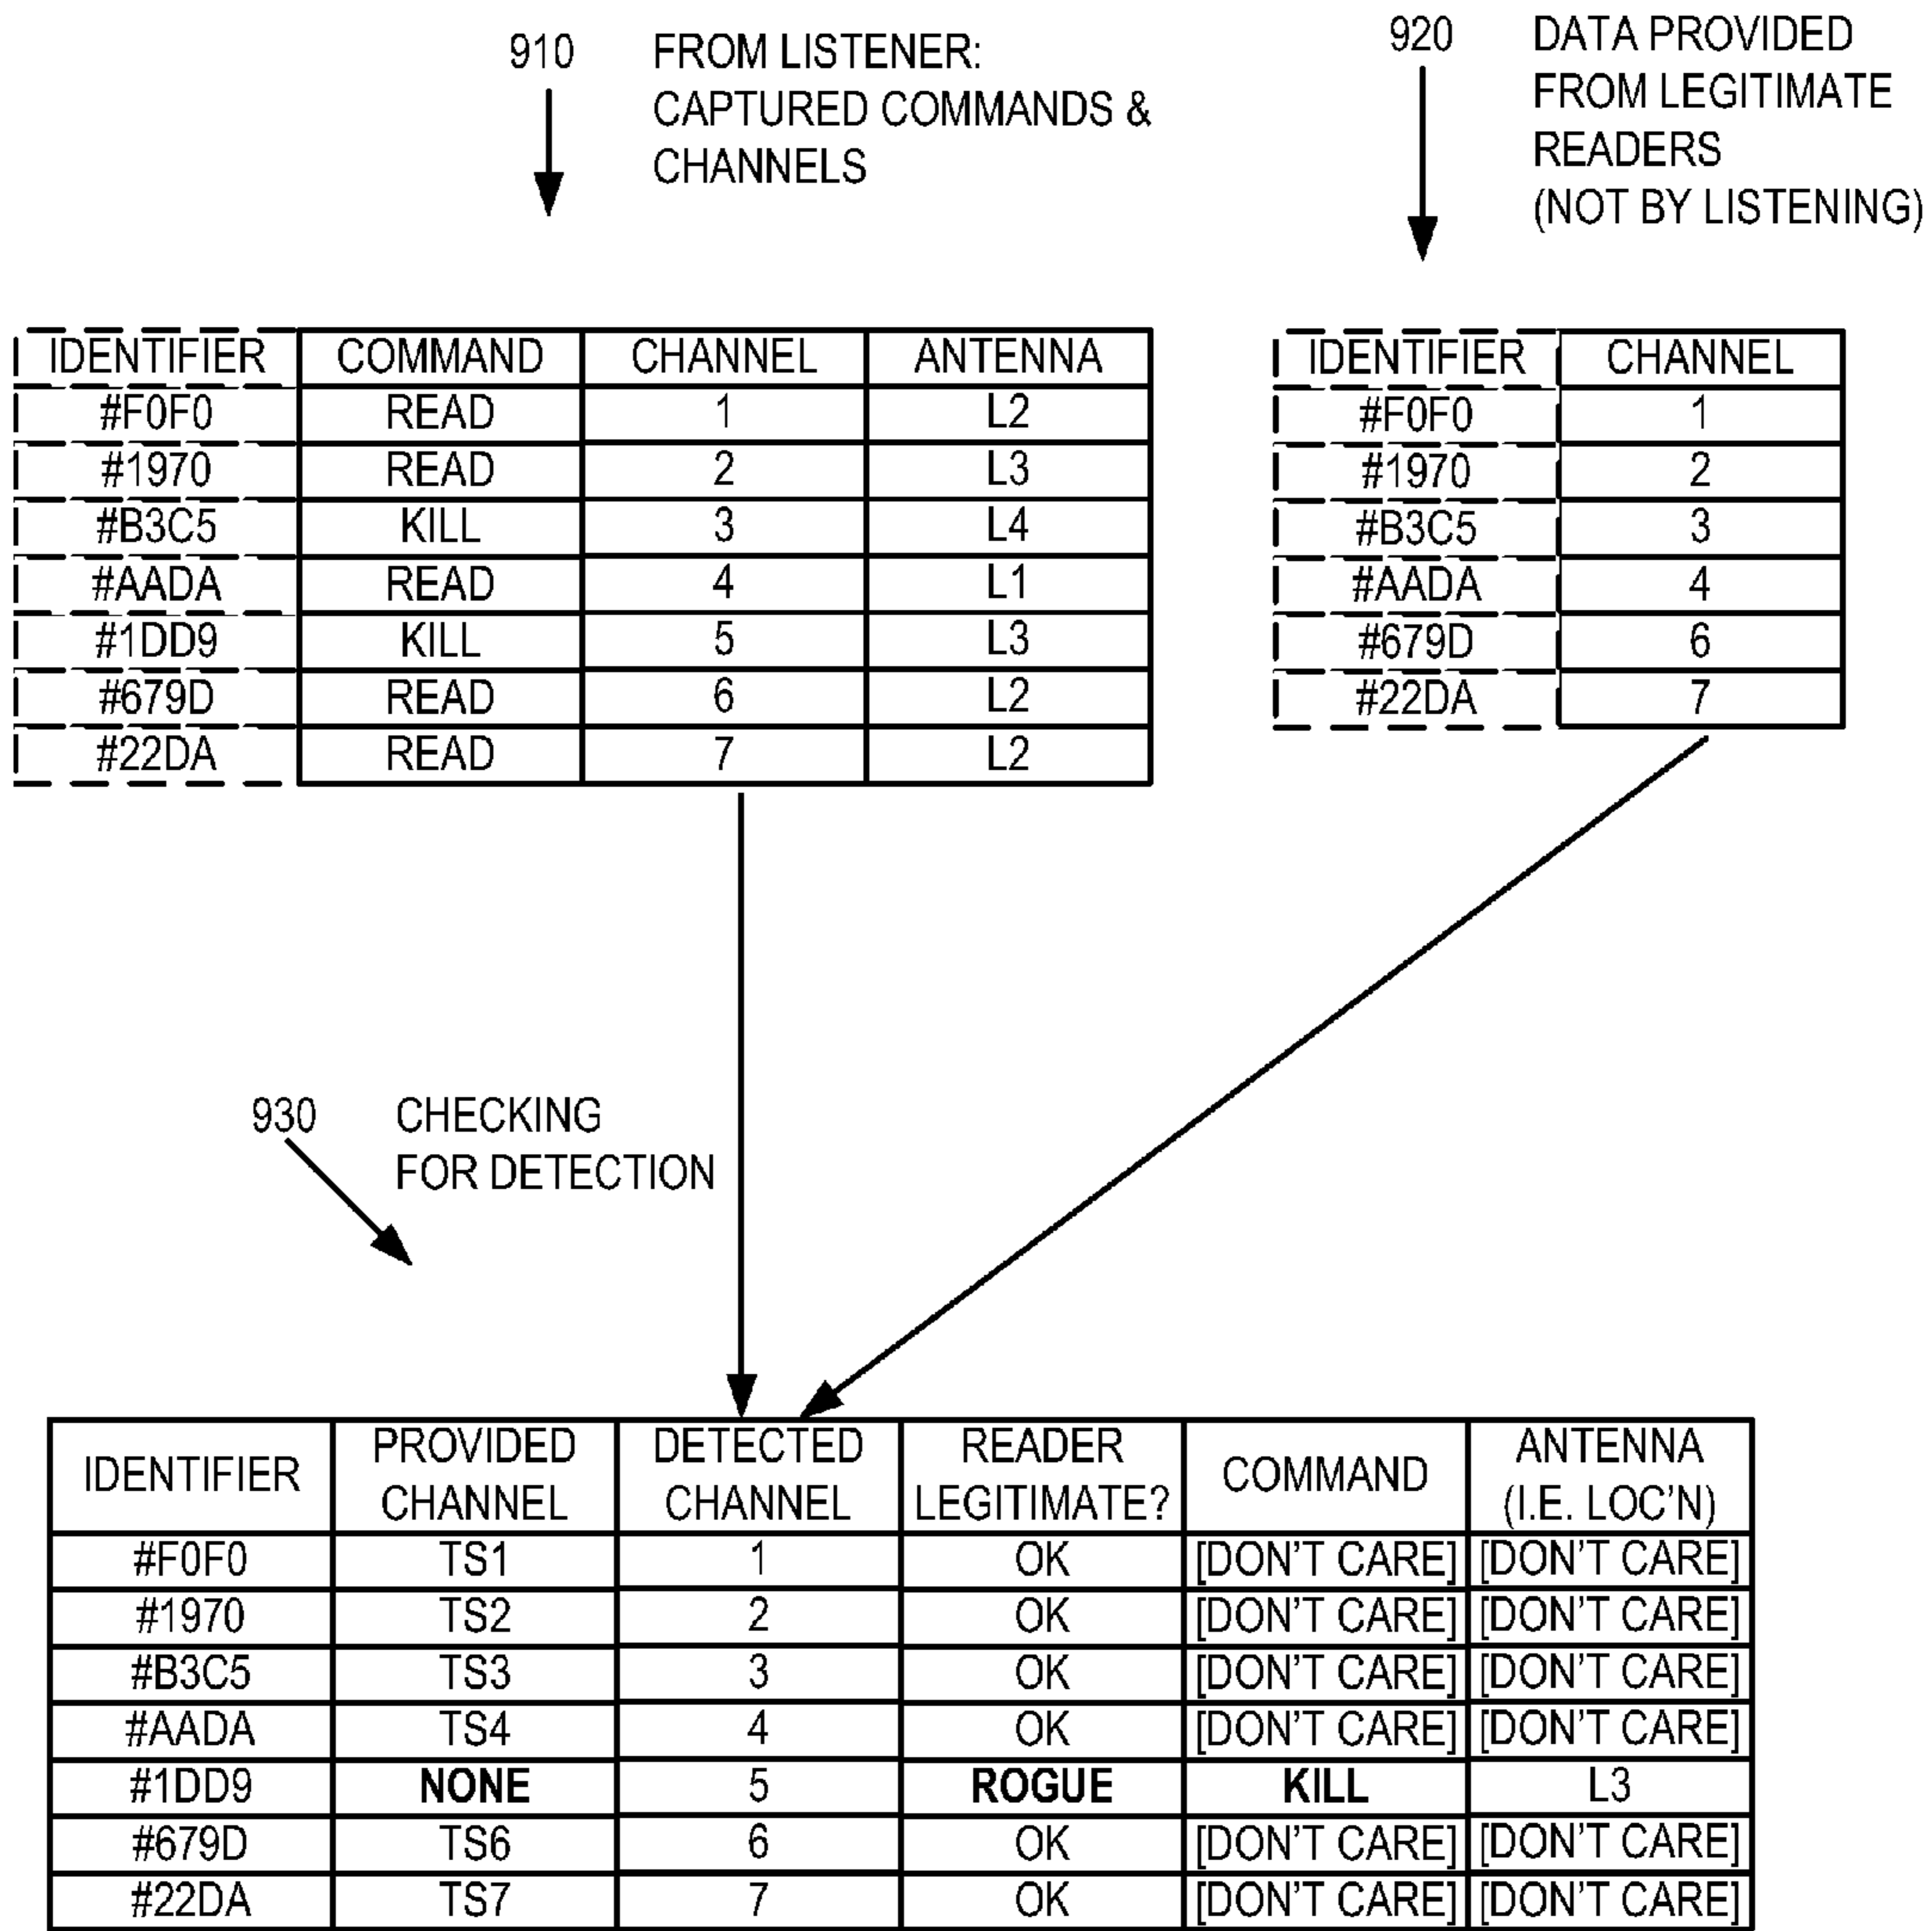 910 FROM LISTENER:
CAPTURED COMMANDS &
CHANNELS
920 DATA PROVIDED
FROM LEGITIMATE
READERS
(NOT BY LISTENING)
IDENTIFIER COMMAND CHANNEL ANTENNA
#F0F0 READ 1 L2
#1970 READ 2 L3
#B3C5 KILL 3 L4
#AADA READ 4 L1
#1DD9 KILL 5 L3
#679D READ 6 L2
#22DA READ 7 L2
IDENTIFIER CHANNEL
#F0F0 1
#1970 2
#B3C5 3
#AADA 4
#679D 6
#22DA 7
930 CHECKING
FOR DETECTION
IDENTIFIER PROVIDED CHANNEL DETECTED CHANNEL READER LEGITIMATE? COMMAND ANTENNA (I.E. LOC'N)
#F0F0 TS1 1 OK [DON'T CARE] [DON'T CARE]
#1970 TS2 2 OK [DON'T CARE] [DON'T CARE]
#B3C5 TS3 3 OK [DON'T CARE] [DON'T CARE]
#AADA TS4 4 OK [DON'T CARE] [DON'T CARE]
#1DD9 NONE 5 ROGUE KILL L3
#679D TS6 6 OK [DON'T CARE] [DON'T CARE]
#22DA TS7 7 OK [DON'T CARE] [DON'T CARE]